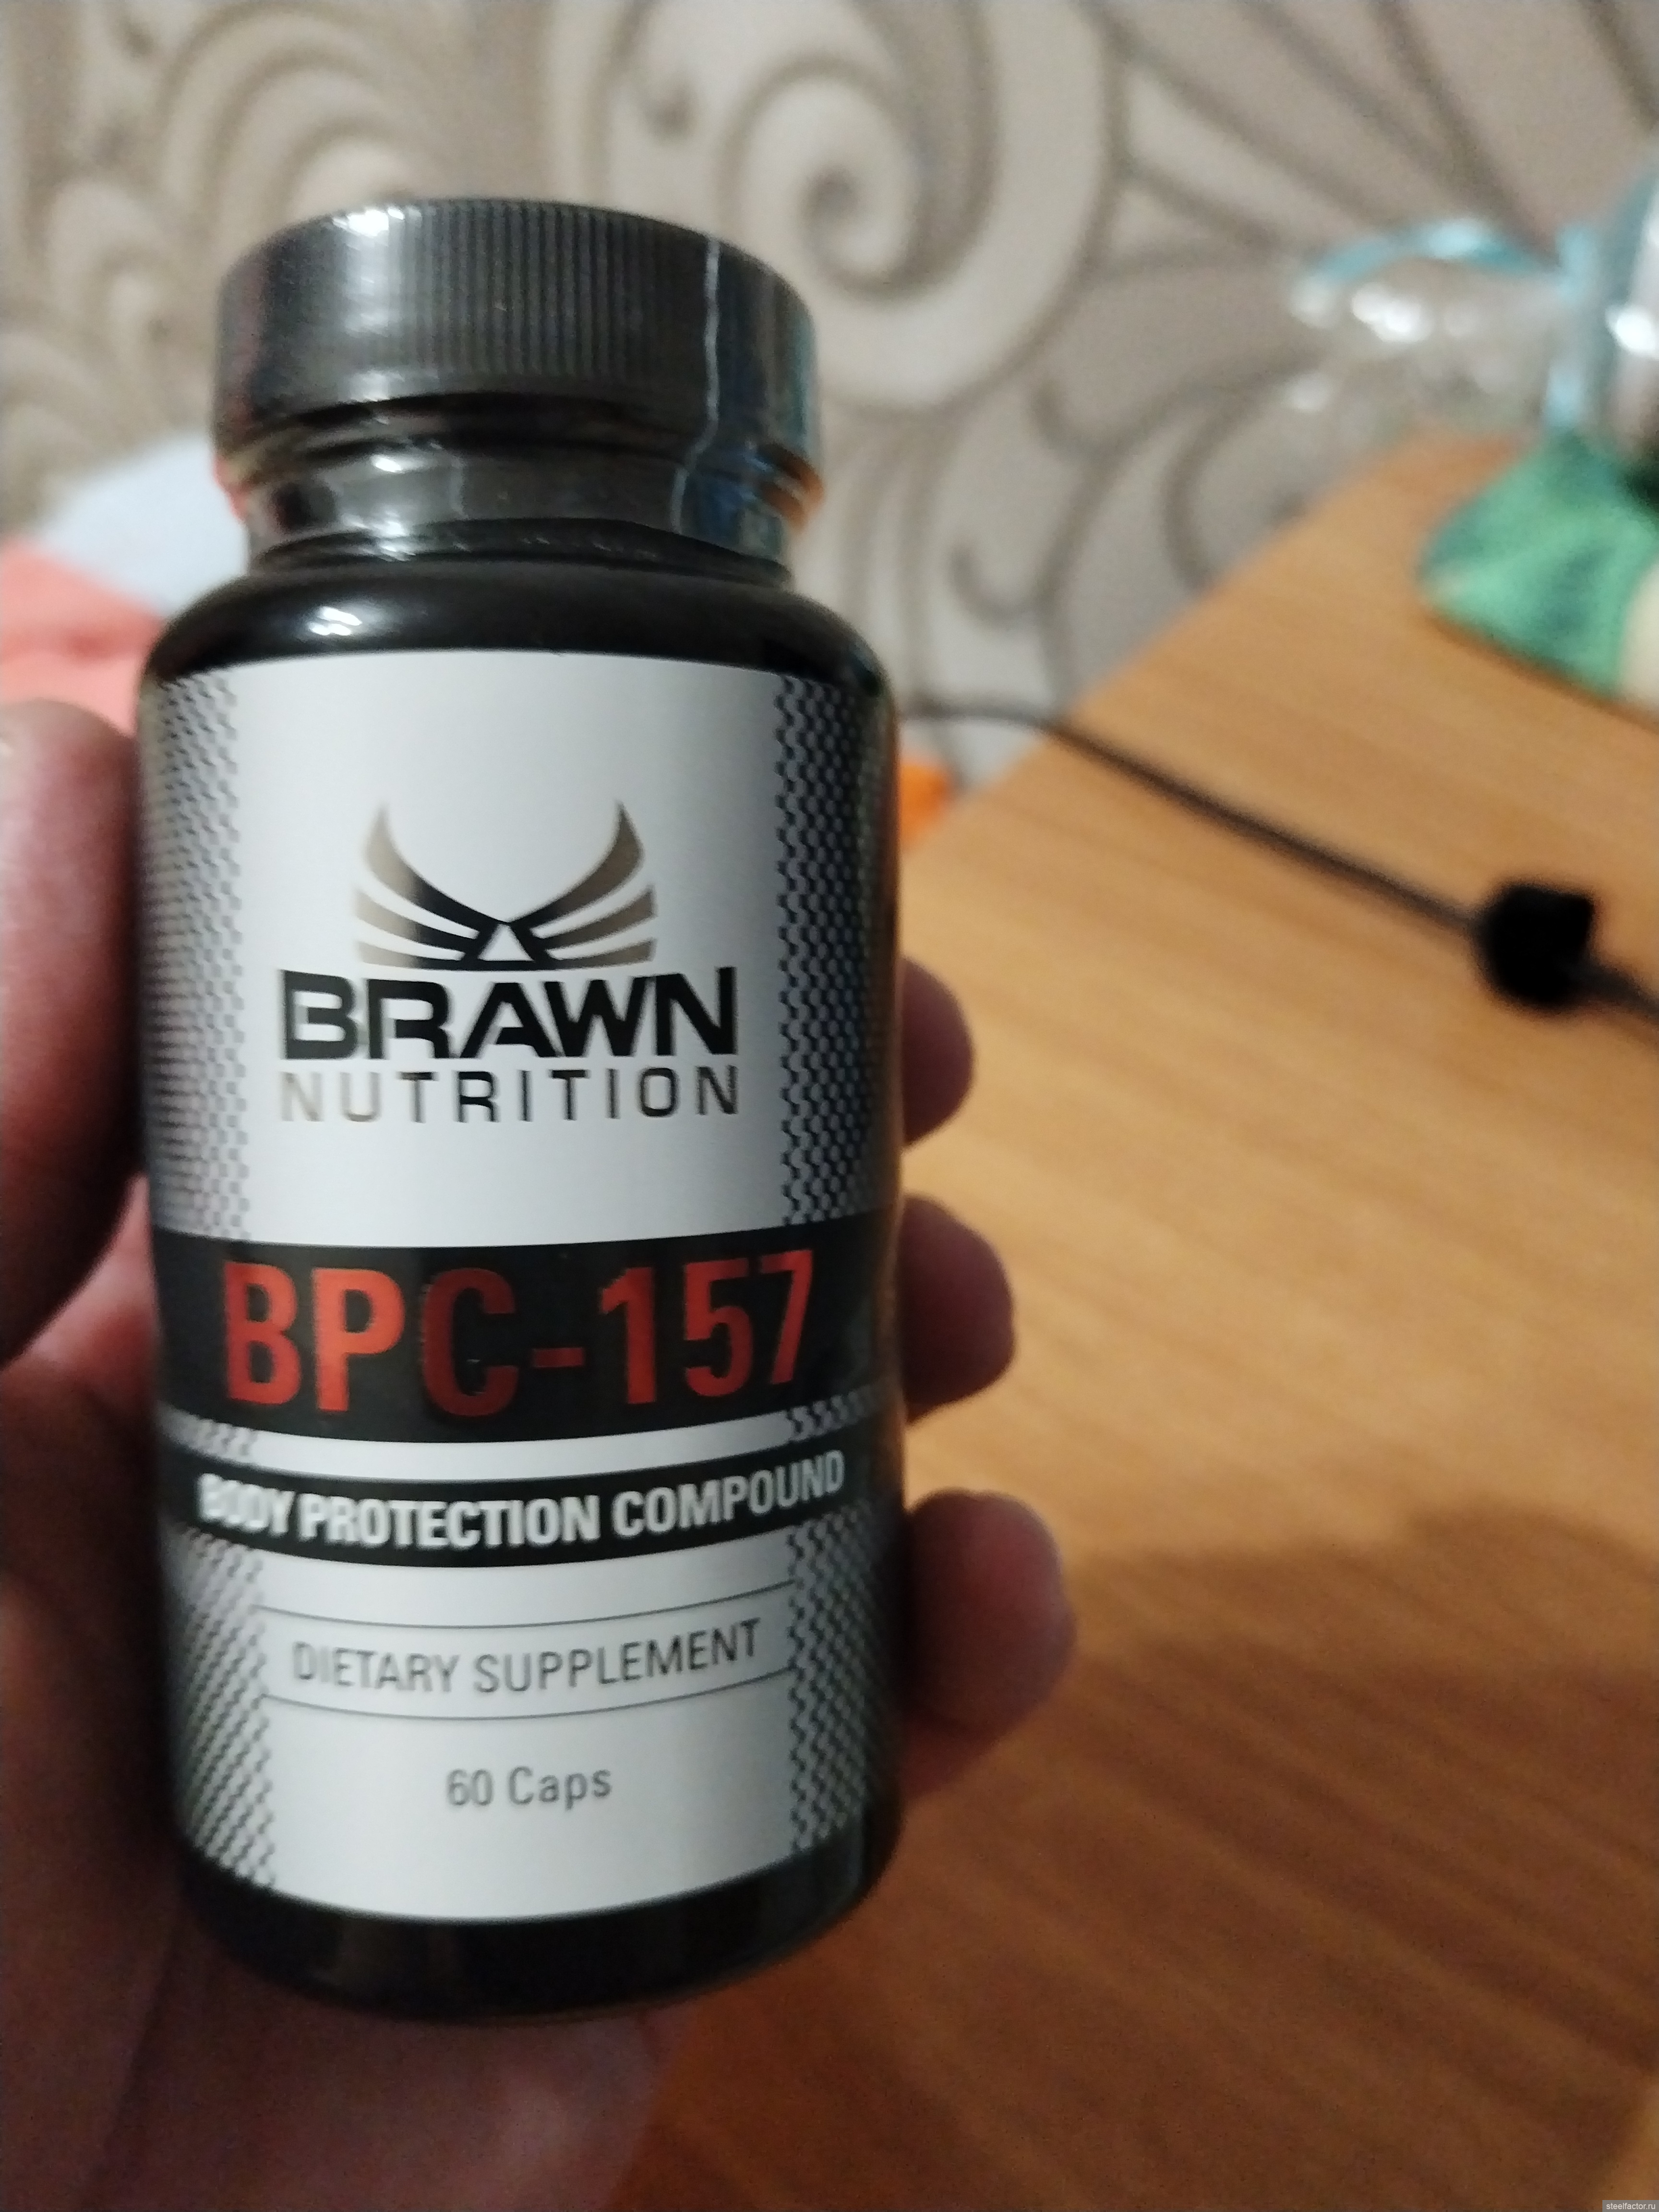 BRAWN
NUTRITION
BPC-157
BODY PROTECTION COMPOUND
DIETARY SUPPLEMENT
60 Caps
steelfactor.ru